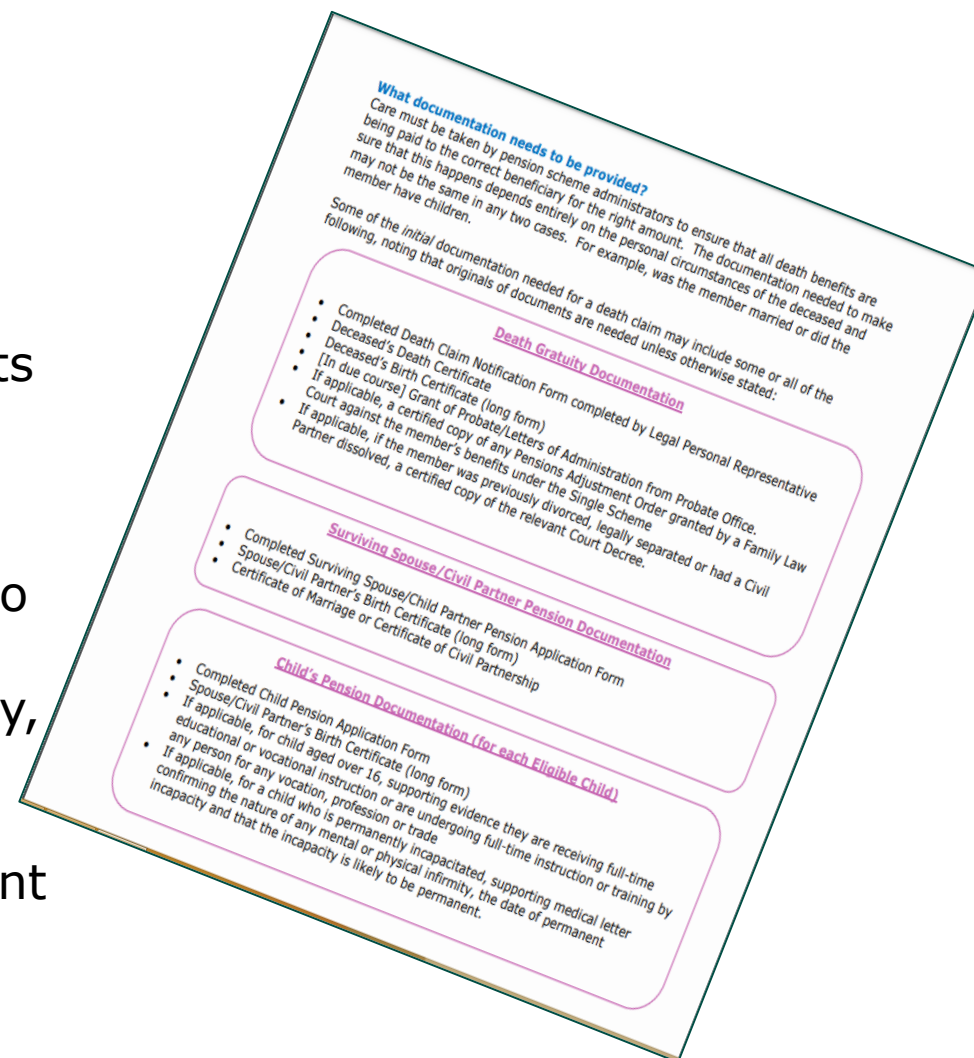 ts
o
y,
nt
What documentation needs to be provided?
Care must be taken by pension scheme administrators to ensure that all death benefits are
being paid to the correct beneficiary for the right amount. The documentation needed to make
sure that this happens depends entirely on the personal circumstances of the deceased and
may not be the same in any two cases. For example, was the member married or did the
member have children.
Some of the initial documentation needed for a death claim may include some or all of the
following, noting that originals of documents are needed unless otherwise stated:
Death Gratuity Documentation
• Completed Death Claim Notification Form completed by Legal Personal Representative
• Deceased's Death Certificate
• Deceased's Birth Certificate (long form)
• [In due course] Grant of Probate/Letters of Administration from Probate Office.
• If applicable, a certified copy of any Pensions Adjustment Order granted by a Family Law
Court against the member's benefits under the Single Scheme
• If applicable, if the member was previously divorced, legally separated or had a Civil
Partner dissolved, a certified copy of the relevant Court Decree.
Surviving Spouse/Civil Partner Pension Documentation
• Completed Surviving Spouse/Child Partner Pension Application Form
• Spouse/Civil Partner's Birth Certificate (long form)
• Certificate of Marriage or Certificate of Civil Partnership
Child's Pension Documentation (for each Eligible Child)
• Completed Child Pension Application Form
• Spouse/Civil Partner's Birth Certificate (long form)
• If applicable, for child aged over 16, supporting evidence they are receiving full-time
educational or vocational instruction or are undergoing full-time instruction or training by
any person for any vocation, profession or trade
• If applicable, for a child who is permanently incapacitated, supporting medical letter
confirming the nature of any mental or physical infirmity, the date of permanent
incapacity and that the incapacity is likely to be permanent.